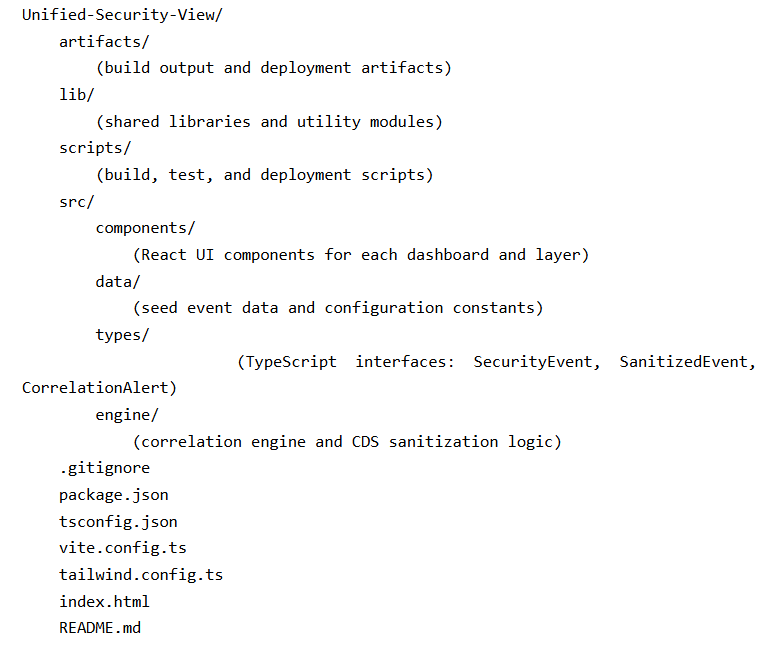 Unified-Security-View/
artifacts/
(build output and deployment artifacts)
lib/
(shared libraries and utility modules)
scripts/
(build, test, and deployment scripts)
src/
components/
(React UI components for each dashboard and layer)
data/
(seed event data and configuration constants)
types/
(TypeScript interfaces: SecurityEvent, SanitizedEvent,
CorrelationAlert)
engine/
(correlation engine and CDS sanitization logic)
.gitignore
package.json
tsconfig.json
vite.config.ts
tailwind.config.ts
index.html
README.md